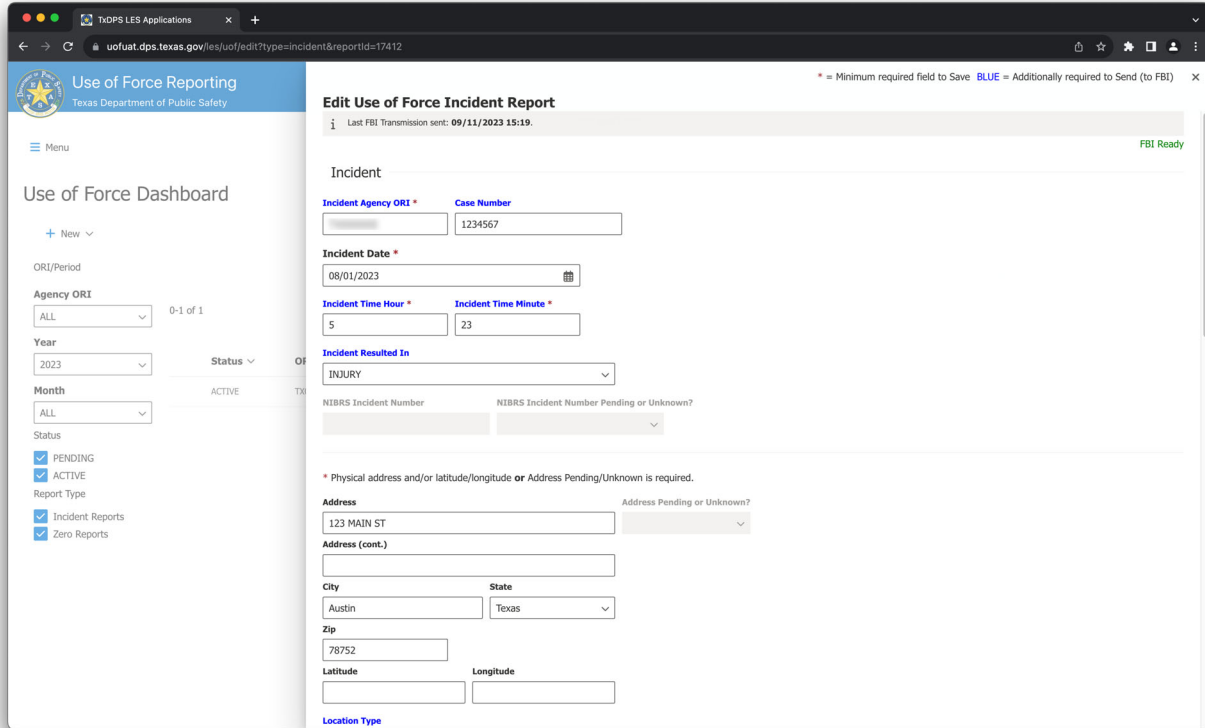 TxDPS LES Applications
uofuat.dps.texas.gov/les/uof/edit?type=incident&reportId=17412
Use of Force Reporting
Texas Department of Public Safety
Menu
Use of Force Dashboard
+ New
ORI/Period
Agency ORI
ALL
0-1 of 1
Year
2023
Status
Month
ACTIVE
ALL
Status
PENDING
ACTIVE
Report Type
Incident Reports
Zero Reports
* = Minimum required field to Save BLUE = Additionally required to Send (to FBI)
Edit Use of Force Incident Report
i Last FBI Transmission sent: 09/11/2023 15:19.
FBI Ready
Incident
Incident Agency ORI * Case Number
1234567
Incident Date *
08/01/2023
Incident Time Hour * Incident Time Minute *
5 23
Incident Resulted In
INJURY
NIBRS Incident Number NIBRS Incident Number Pending or Unknown?
* Physical address and/or latitude/longitude or Address Pending/Unknown is required.
Address Address Pending or Unknown?
123 MAIN ST
Address (cont.)
City State
Austin Texas
Zip
78752
Latitude Longitude
Location Type